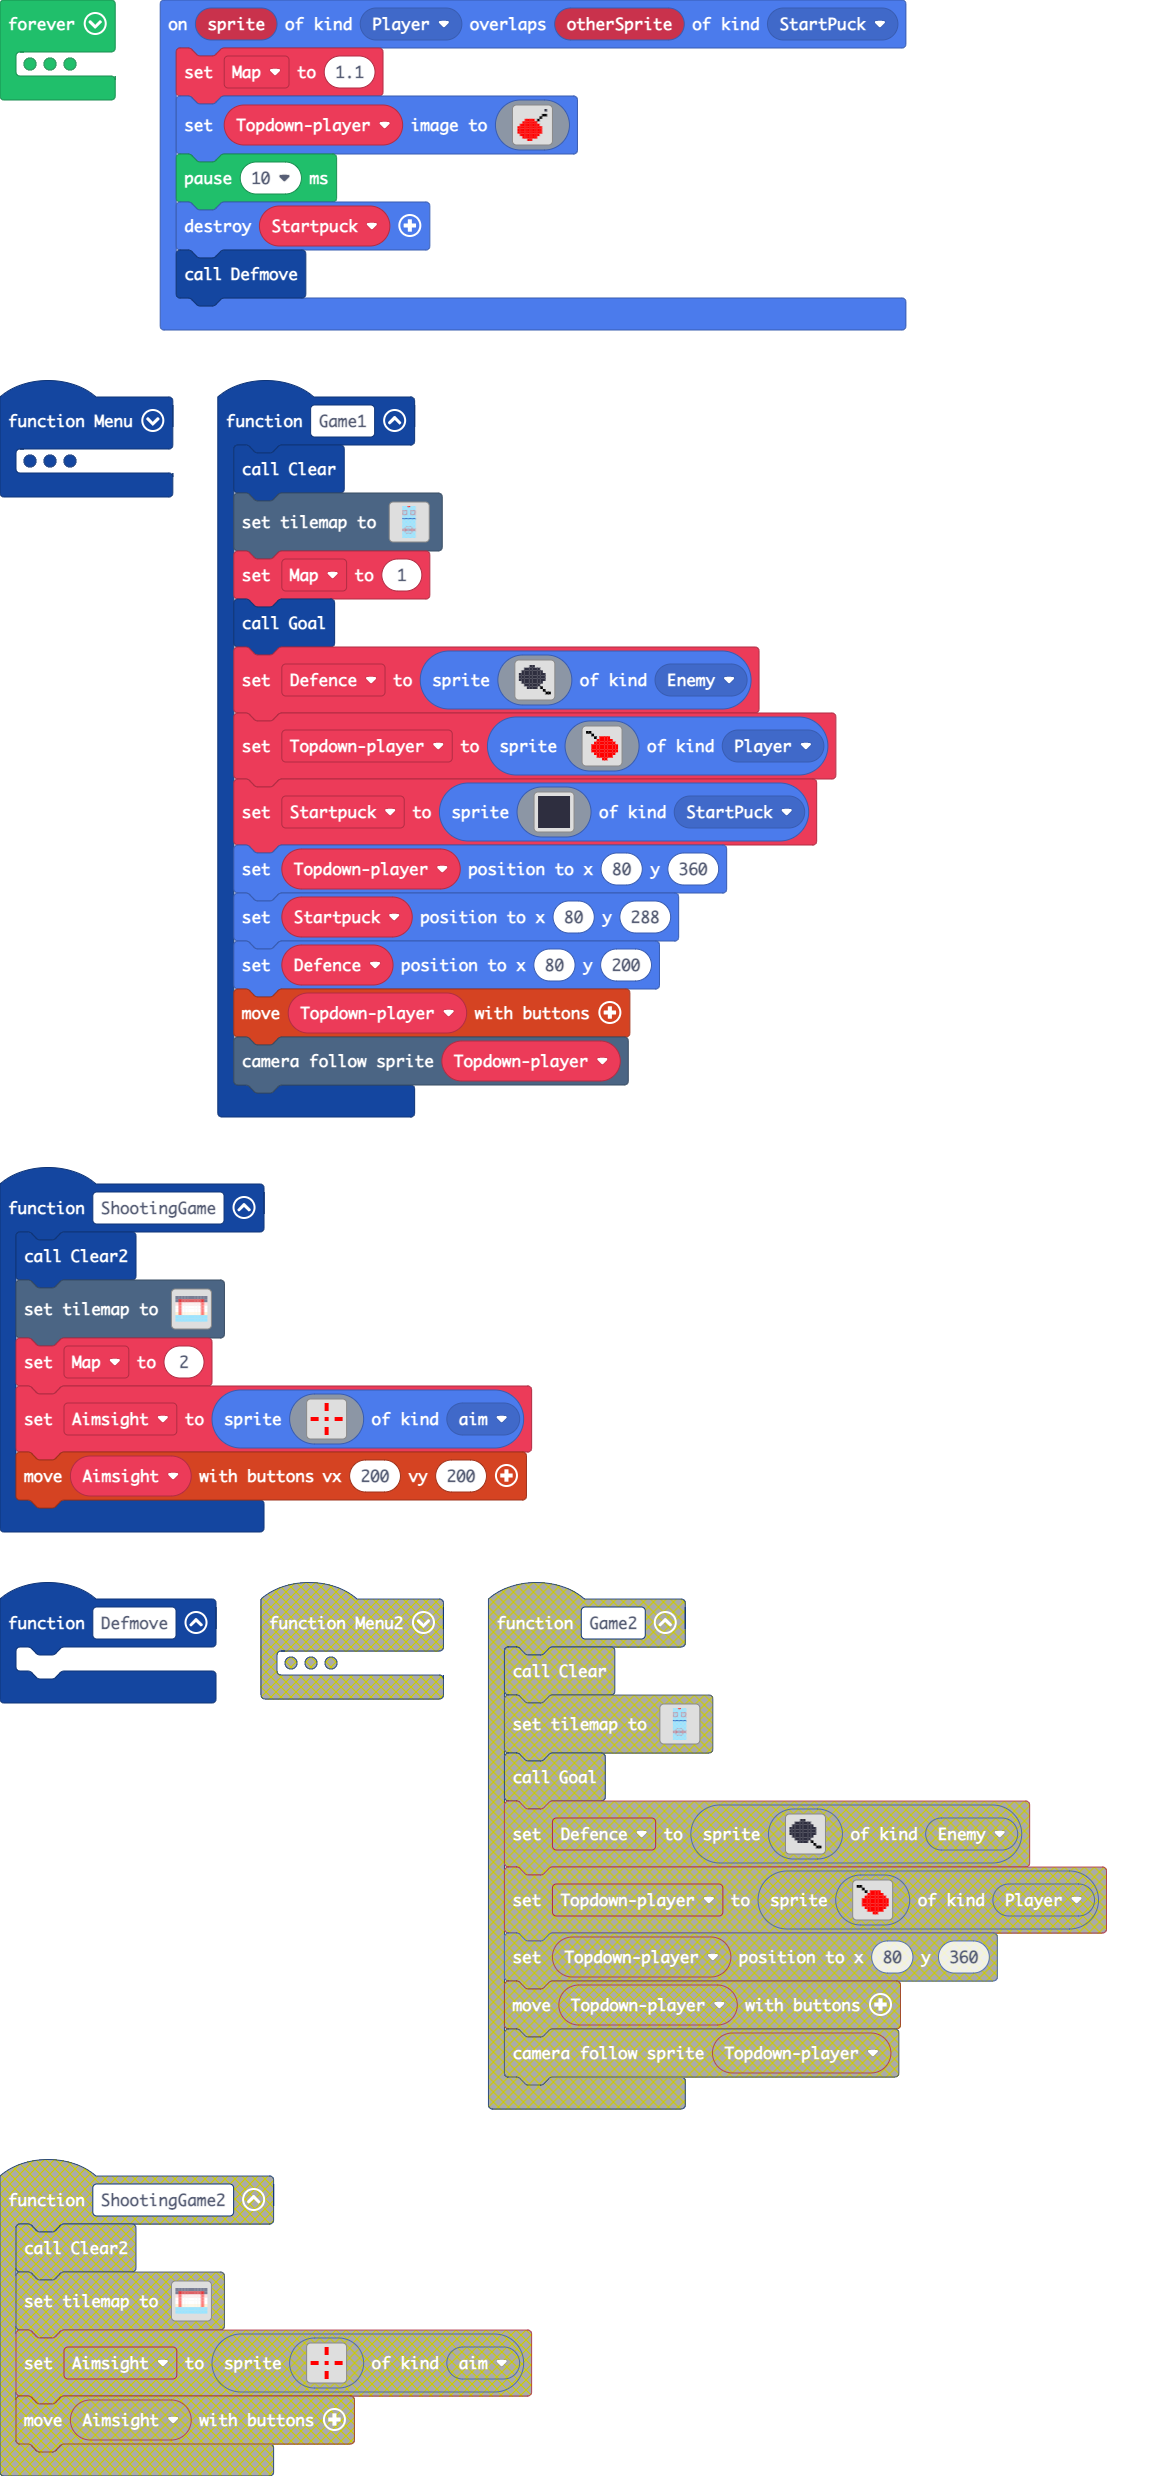 forever
on sprite of kind Player overlaps otherSprite of kind StartPuck
set Map to 1.1
set Topdown-player image to
pause 10 ms
destroy Startpuck
call Defmove
function Menu
function Game1
call Clear
set tilemap to
set Map to 1
call Goal
set Defence to sprite of kind Enemy
set Topdown-player to sprite of kind Player
set Startpuck to sprite of kind StartPuck
set Topdown-player position to x 80 y 360
set Startpuck position to x 80 y 288
set Defence position to x 80 y 200
move Topdown-player with buttons
camera follow sprite Topdown-player
function ShootingGame
call Clear2
set tilemap to
set Map to 2
set Aimsight to sprite of kind aim
move Aimsight with buttons vx 200 vy 200
function Defmove
function Menu2
function Game2
call Clear
set tilemap to
call Goal
set Defence to sprite of kind Enemy
set Topdown-player to sprite of kind Player
set Topdown-player position to x 80 y 360
move Topdown-player with buttons
camera follow sprite Topdown-player
function ShootingGame2
call Clear2
set tilemap to
set Aimsight to sprite of kind aim
move Aimsight with buttons